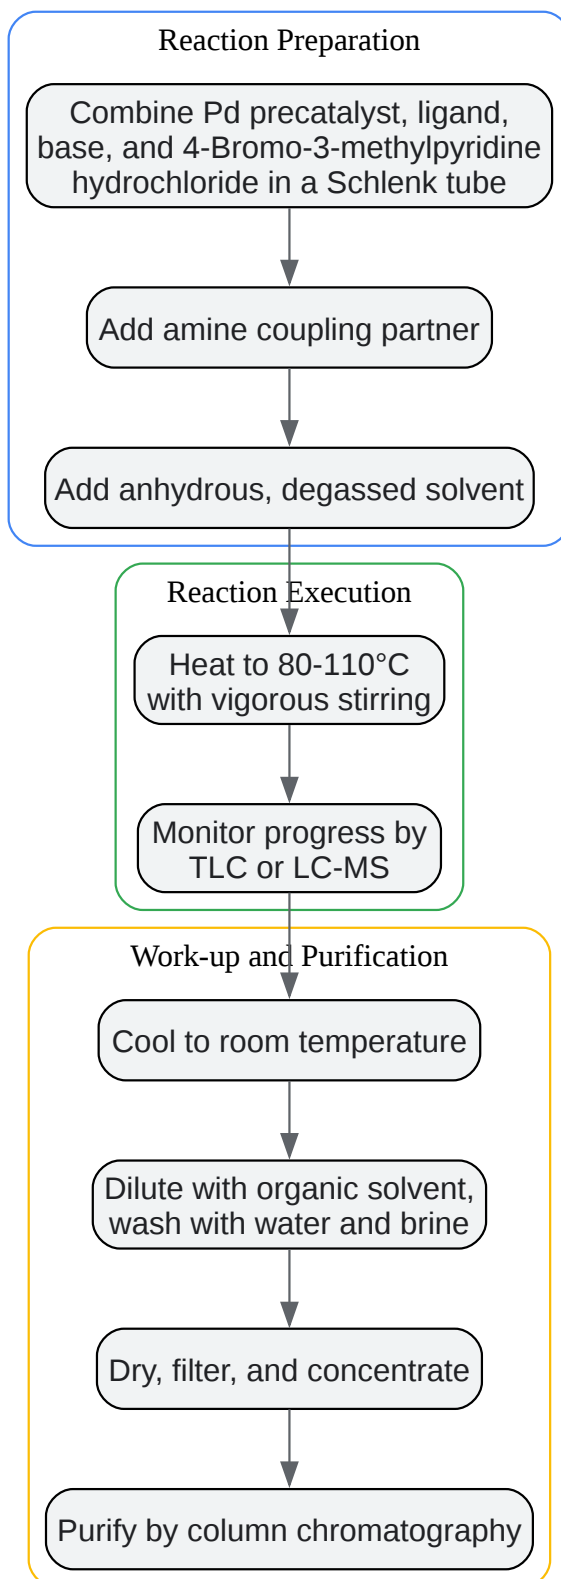 Reaction Preparation
Combine Pd precatalyst, ligand,
base, and 4-Bromo-3-methylpyridine
hydrochloride in a Schlenk tube
Add amine coupling partner
Add anhydrous, degassed solvent
Reaction Execution
Heat to 80-110°C
with vigorous stirring
Monitor progress by
TLC or LC-MS
Work-up and Purification
Cool to room temperature
Dilute with organic solvent,
wash with water and brine
Dry, filter, and concentrate
Purify by column chromatography